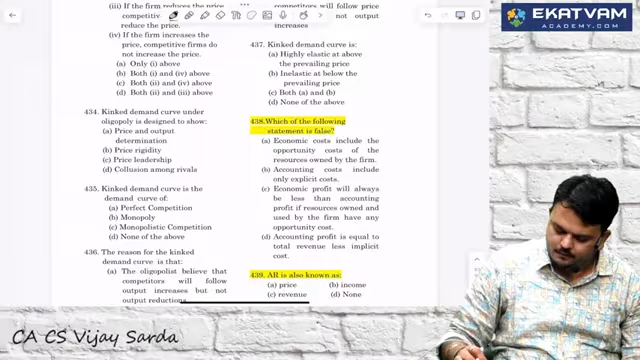 (iii) If the firm reduces the price
competitive
reduce the price.
(iv) If the firm increases the
price, competitive firms do
not increase the price.
(a) Only (i) above
(b) Both (i) and (iv) above
(c) Both (ii) and (iv) above
(d) Both (ii) and (iii) above
434. Kinked demand curve under
oligopoly is designed to show:
(a) Price and output
determination
(b) Price rigidity
(c) Price leadership
(d) Collusion among rivals
435. Kinked demand curve is the
demand curve of:
(a) Perfect Competition
(b) Monopoly
(c) Monopolistic Competition
(d) None of the above
436. The reason for the kinked
demand curve is that:
(a) The oligopolist believe that
competitors will follow
output increases but not
output reductions
competitors will follow price
not output
increases
437. Kinked demand curve is:
(a) Highly elastic at above
the prevailing price
(b) Inelastic at below the
prevailing price
(c) Both (a) and (b)
(d) None of the above
438.Which of the following
statement is false?
(a) Economic costs include the
opportunity costs of the
resources owned by the firm.
(b) Accounting costs include
only explicit costs.
(c) Economic profit will always
be less than accounting
profit if resources owned and
used by the firm have any
opportunity cost.
(d) Accounting profit is equal to
total revenue less implicit
cost.
439. AR is also known as:
(a) price (b) income
(c) revenue (d) None
EKATVAM
ACADEMY.COM
CA CS Vijay Sarda